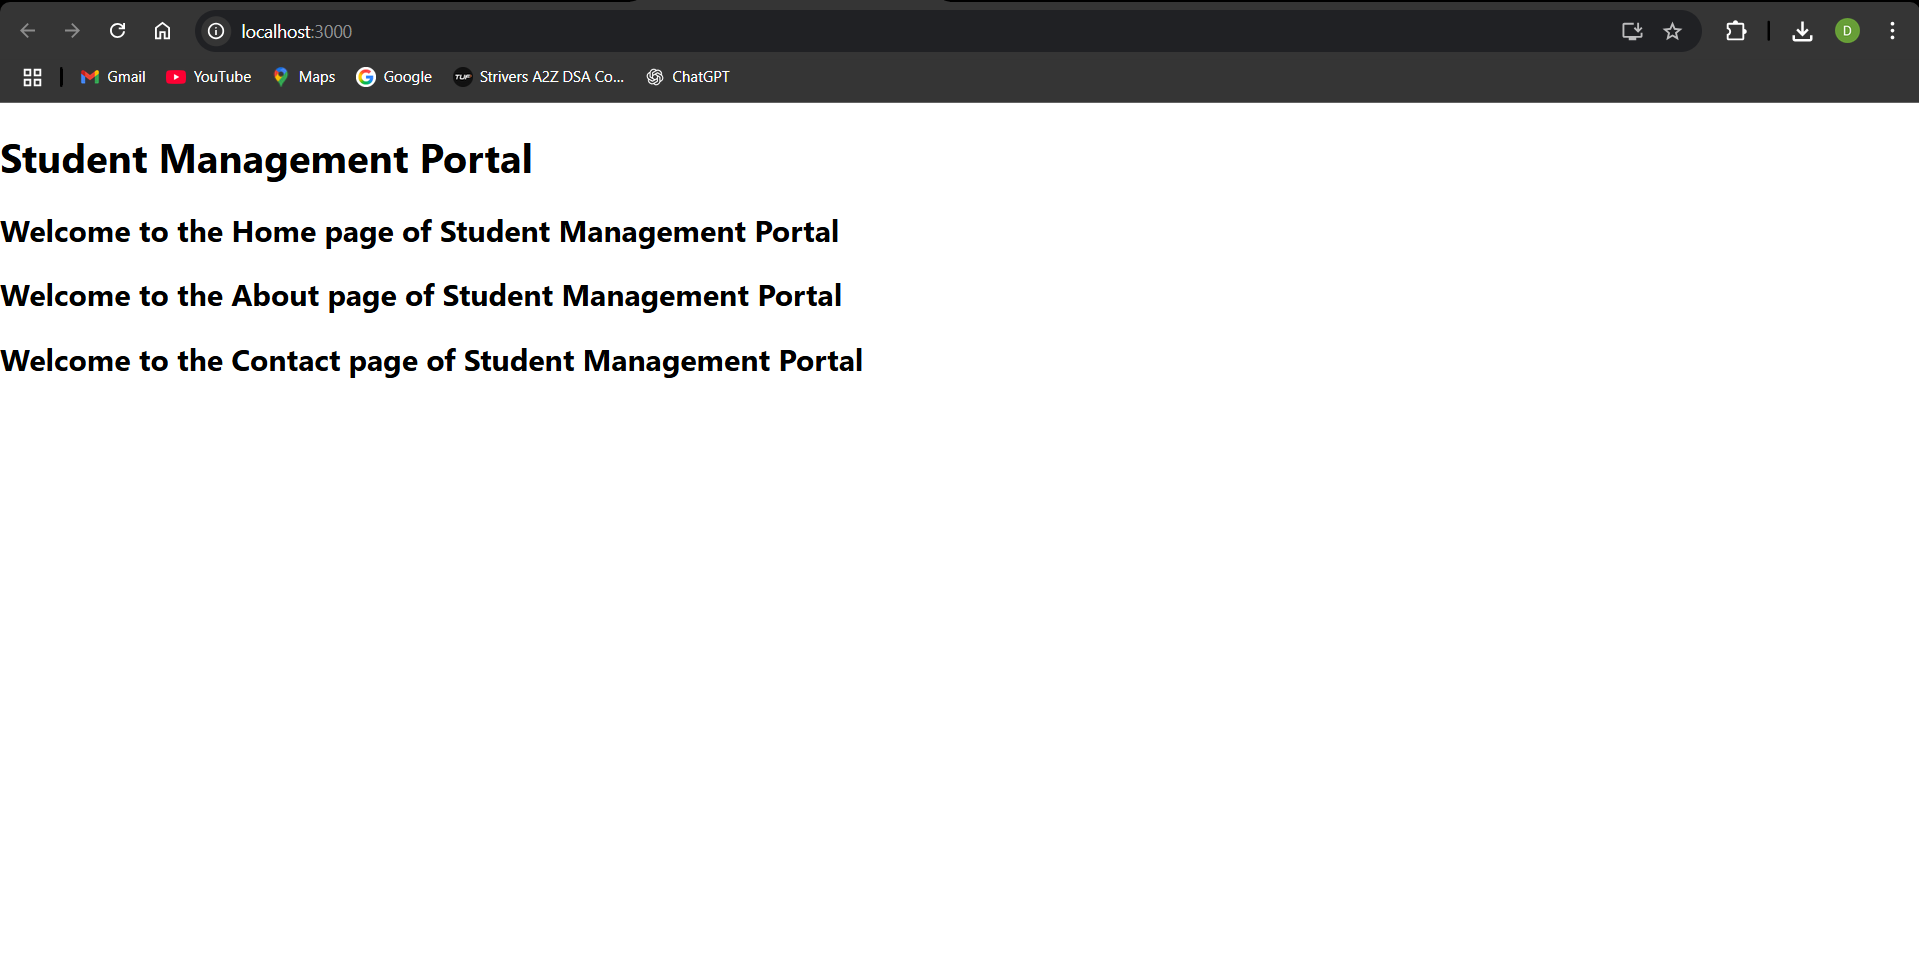 localhost:3000
D
Gmail
YouTube
Maps
Google
TUF
Strivers A2Z DSA Co...
ChatGPT
Student Management Portal
Welcome to the Home page of Student Management Portal
Welcome to the About page of Student Management Portal
Welcome to the Contact page of Student Management Portal